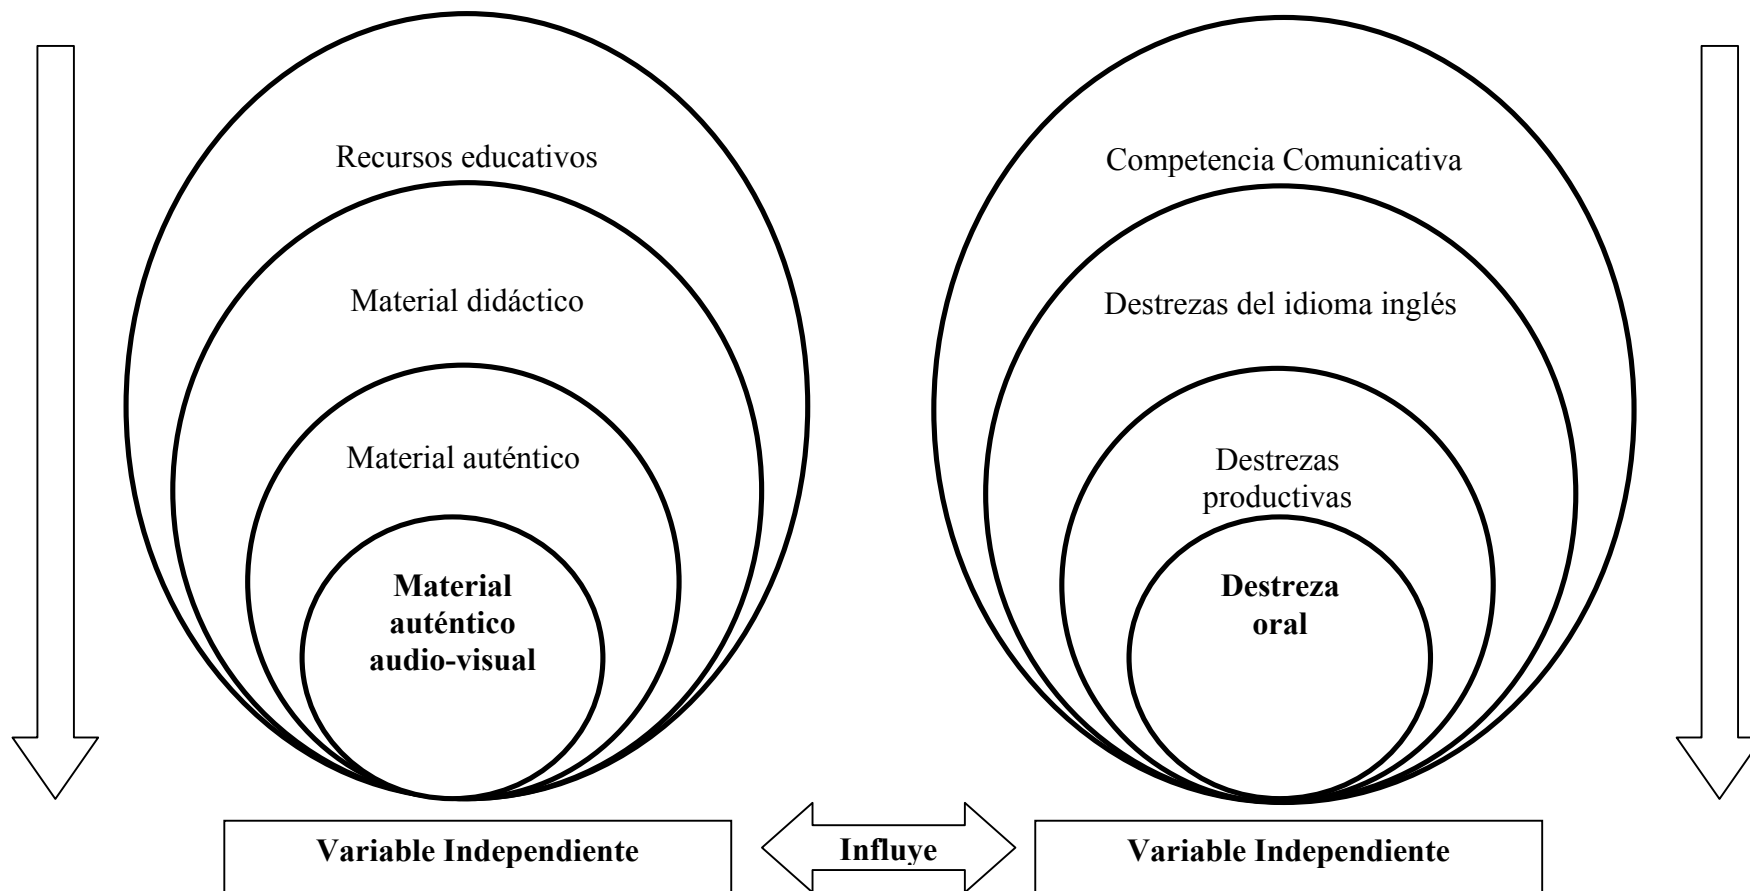 Recursos educativos
Material didáctico
Material auténtico
Material
auténtico
audio-visual
Variable Independiente
Influye
Competencia Comunicativa
Destrezas del idioma inglés
Destrezas
productivas
Destreza
oral
Variable Independiente